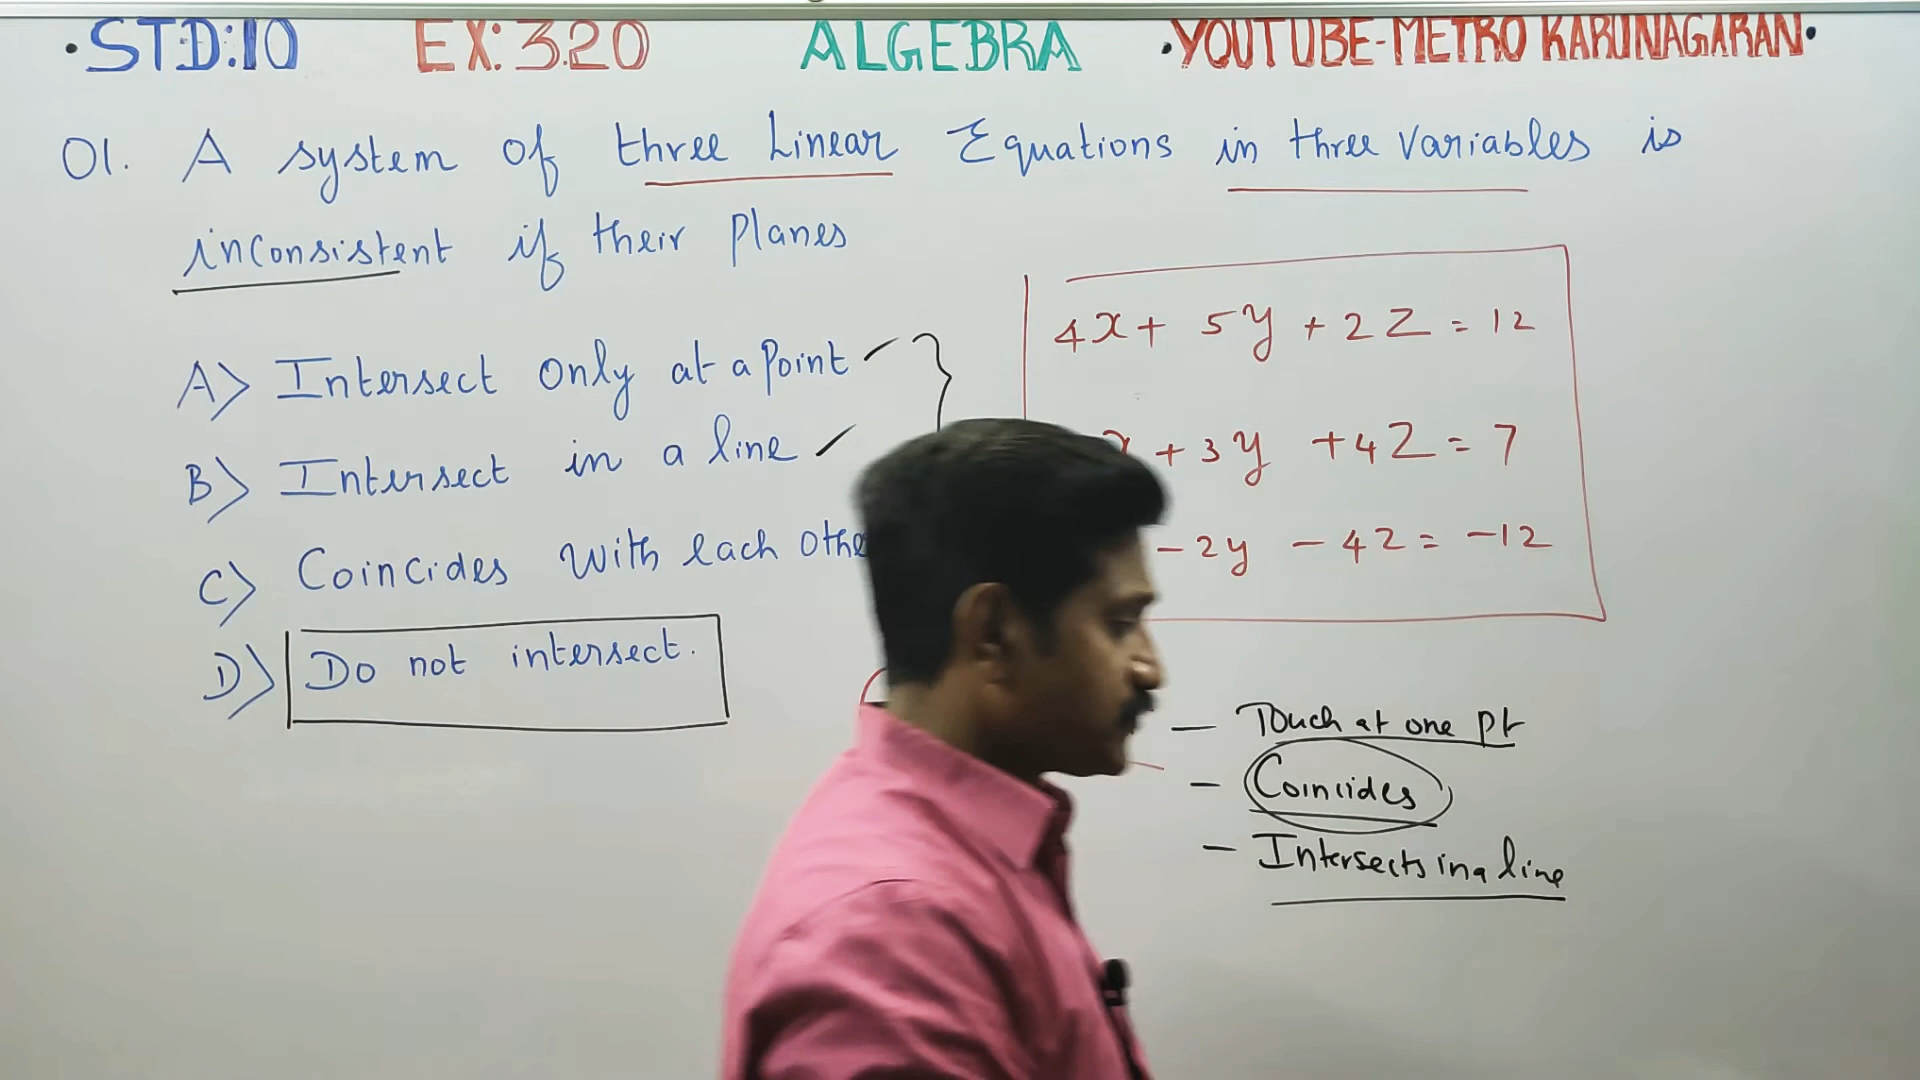 • STD:10 EX: 3.20 ALGEBRA • YOUTUBE-METRO KARUNAGARAN •
01. A system of three Linear Equations in three variables is
inconsistent if their planes
A) Intersect only at a Point
B) Intersect in a line
C) Coincides with each othe
D) Do not intersect.
4x + 5y + 2z = 12
x + 3y + 4z = 7
- 2y - 4z = -12
- Touch at one pt
- Coincides
- Intersects in a line